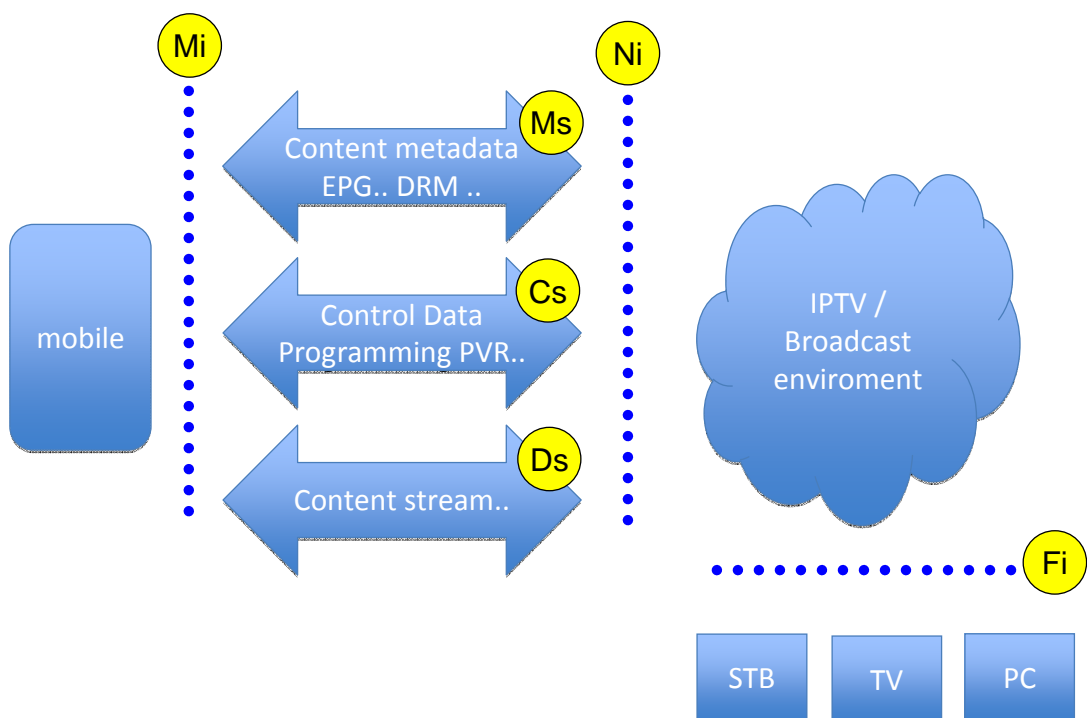 Mi
Ni
Ms
Content metadata
EPG.. DRM ..
Cs
mobile
Control Data
Programming PVR..
IPTV /
Broadcast
enviroment
Ds
Content stream..
Fi
STB
TV
PC